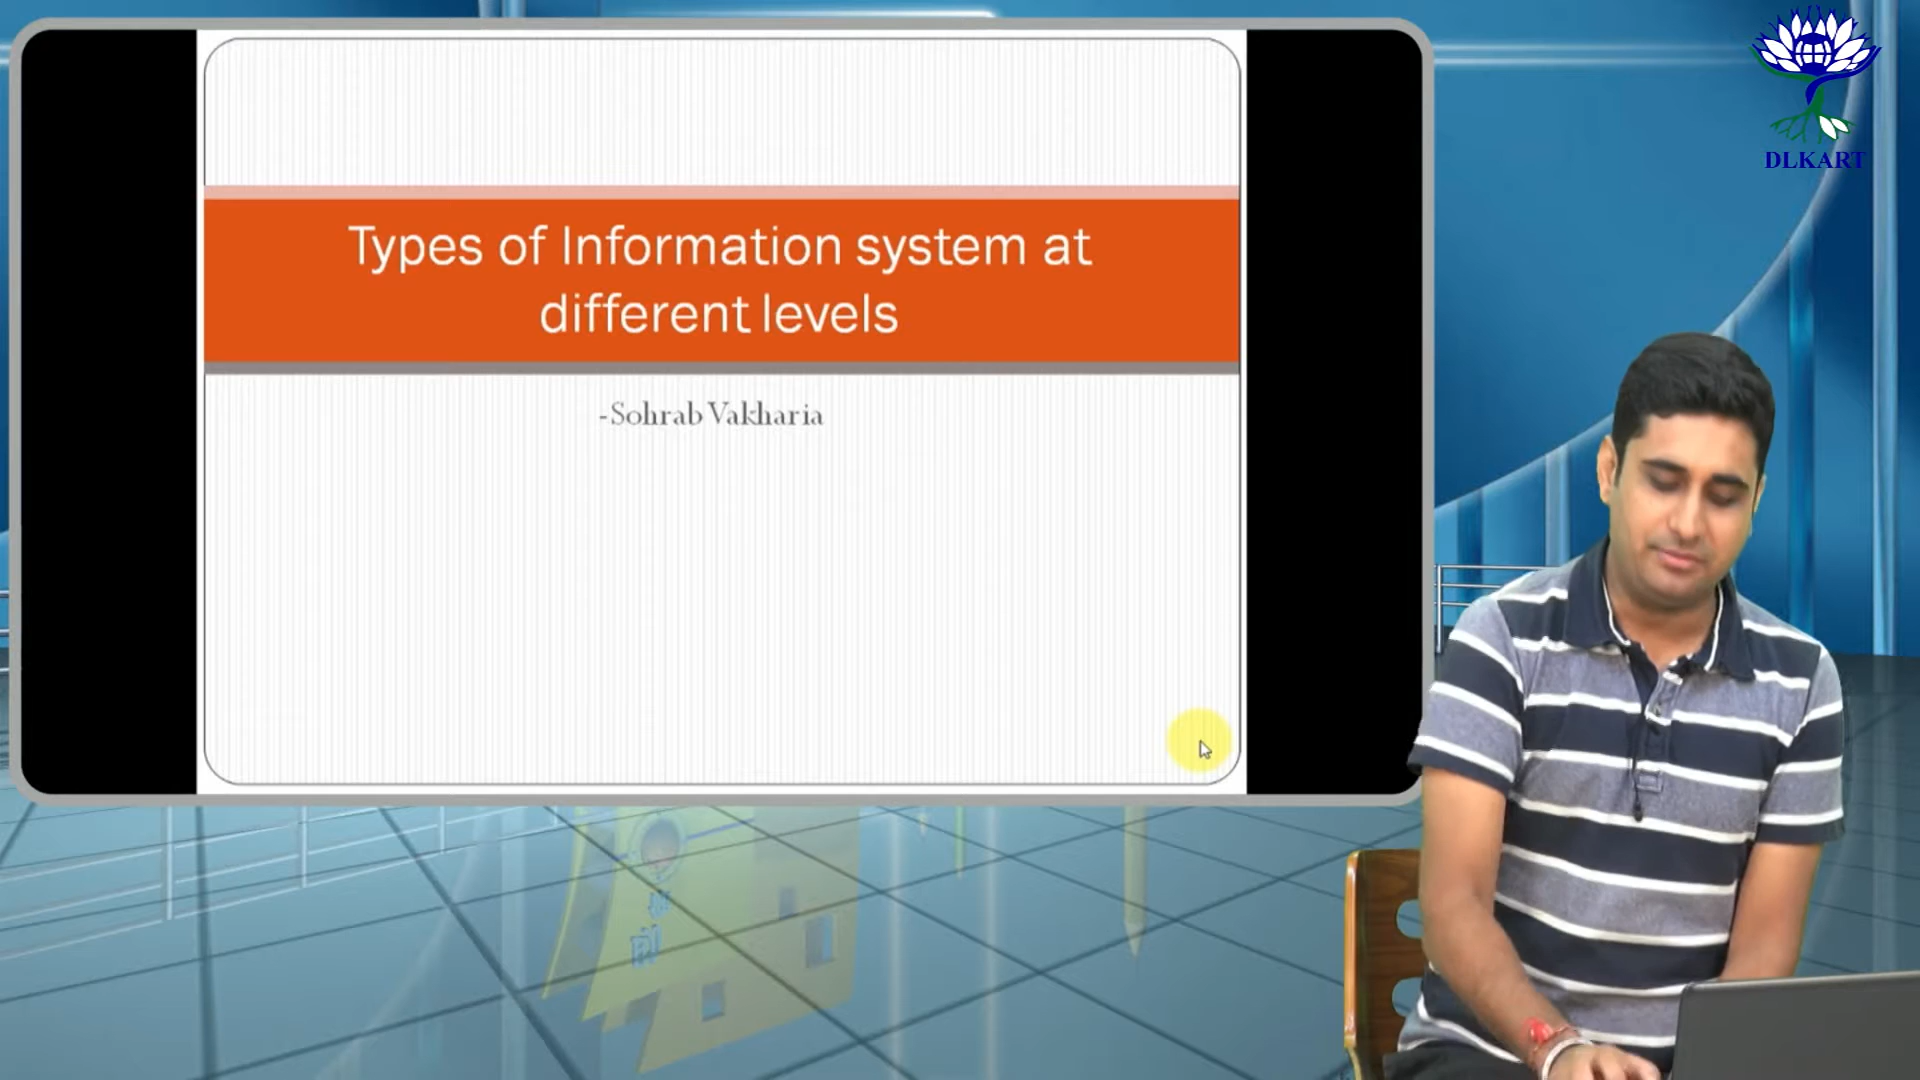 Types of Information system at
different levels
-Sohrab Vakharia
DLKART